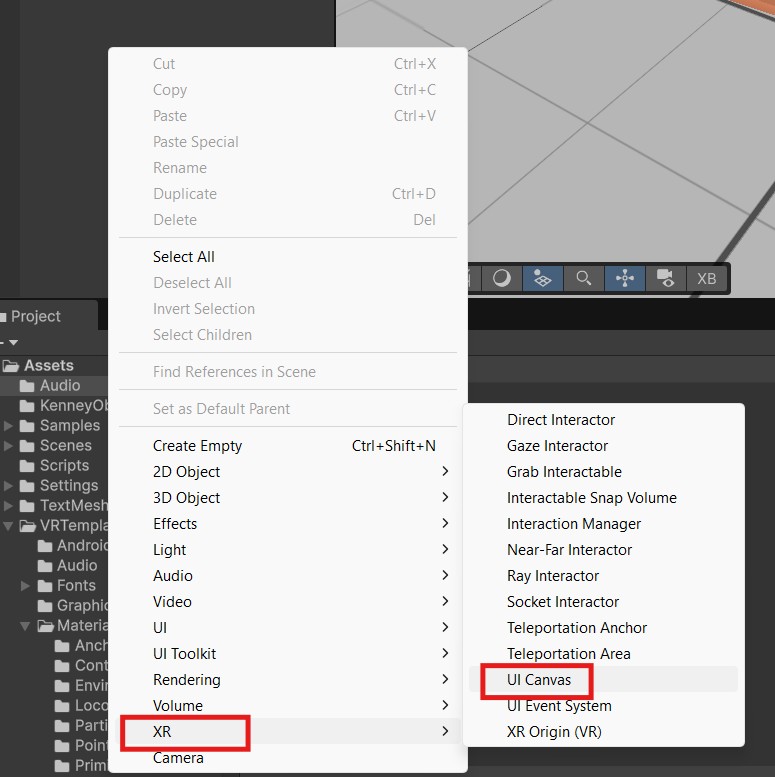 Cut Ctrl+X
Copy Ctrl+C
Paste Ctrl+V
Paste Special
Rename
Duplicate Ctrl+D
Delete Del
Select All
Deselect All
Invert Selection
Select Children
Find References in Scene
Set as Default Parent
Create Empty Ctrl+Shift+N
2D Object
3D Object
Effects
Light
Audio
Video
UI
UI Toolkit
Rendering
Volume
XR
Camera
Direct Interactor
Gaze Interactor
Grab Interactable
Interactable Snap Volume
Interaction Manager
Near-Far Interactor
Ray Interactor
Socket Interactor
Teleportation Anchor
Teleportation Area
UI Canvas
UI Event System
XR Origin (VR)
XB
Project
Assets
Audio
KenneyOb
Samples
Scenes
Scripts
Settings
TextMesh
VRTempla
Android
Audio
Fonts
Graphic
Materia
Anch
Cont
Envi
Loco
Parti
Poin
Primi